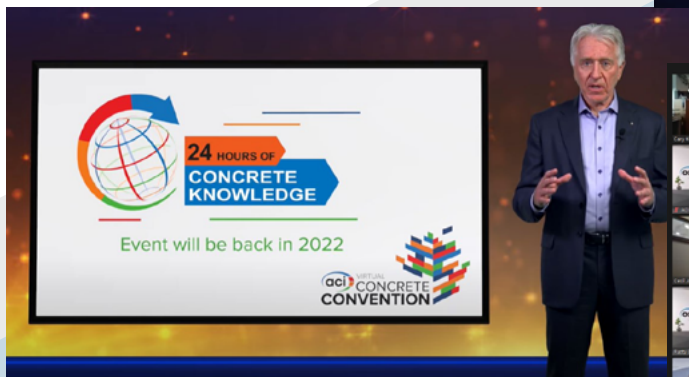 24 HOURS OF
CONCRETE
KNOWLEDGE
Event will be back in 2022
aci VIRTUAL
CONCRETE
CONVENTION